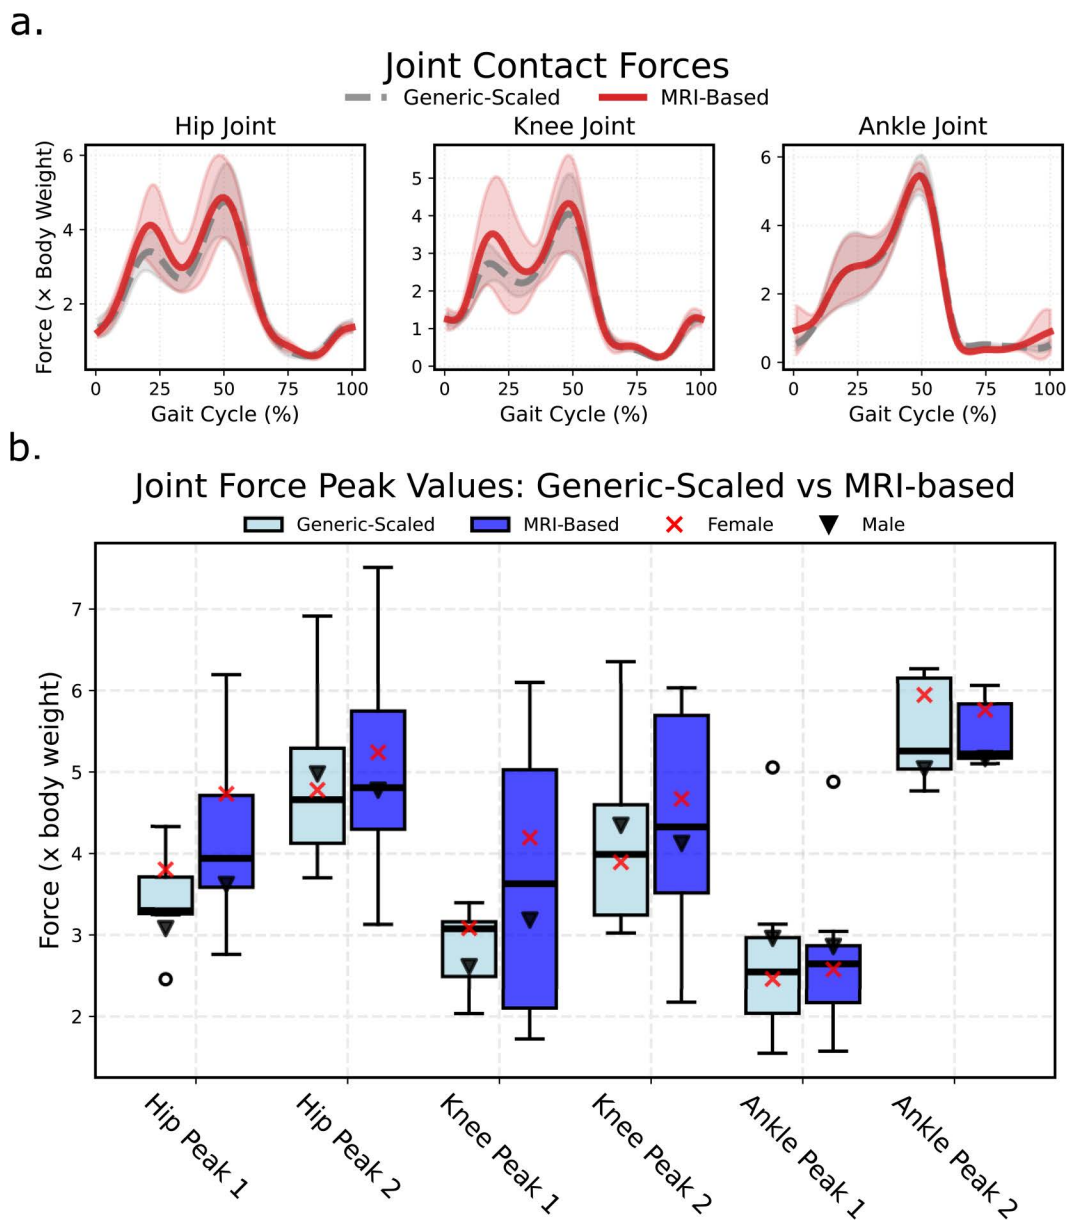 a.
Joint Contact Forces
Generic-Scaled MRI-Based
Hip Joint Knee Joint Ankle Joint
Force (× Body Weight)
6
4
2
5
4
3
2
1
0
6
4
2
0
0 25 50 75 100 0 25 50 75 100 0 25 50 75 100
Gait Cycle (%) Gait Cycle (%) Gait Cycle (%)
b.
Joint Force Peak Values: Generic-Scaled vs MRI-based
Generic-Scaled MRI-Based Female Male
Force (x body weight)
7
6
5
4
3
2
Hip Peak 1 Hip Peak 2 Knee Peak 1 Knee Peak 2 Ankle Peak 1 Ankle Peak 2